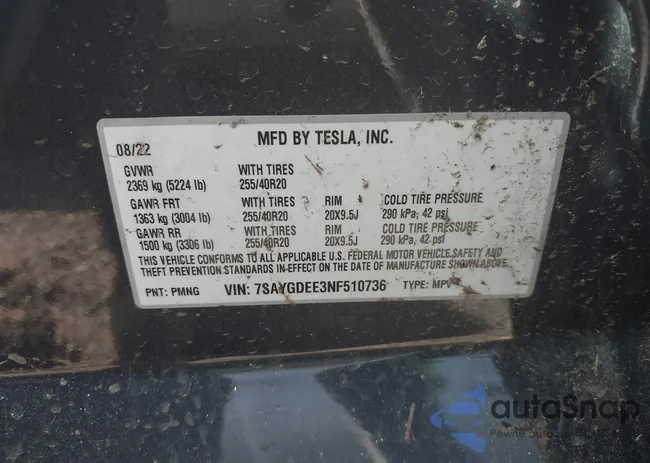 MFD BY TESLA, INC.
08/22
GVWR WITH TIRES
2369 kg (5224 lb) 255/40R20
GAWR FRT WITH TIRES RIM COLD TIRE PRESSURE
1363 kg (3004 lb) 255/40R20 20X9.5J 290 kPa, 42 psi
GAWR RR WITH TIRES RIM COLD TIRE PRESSURE
1500 kg (3306 lb) 255/40R20 20X9.5J 290 kPa, 42 psi
THIS VEHICLE CONFORMS TO ALL APPLICABLE U.S. FEDERAL MOTOR VEHICLE SAFETY AND
THEFT PREVENTION STANDARDS IN EFFECT ON THE DATE OF MANUFACTURE SHOWN ABOVE.
PNT: PMNG VIN: 7SAYGDEE3NF510736 TYPE: MPV
autoSnap
Pewne auto